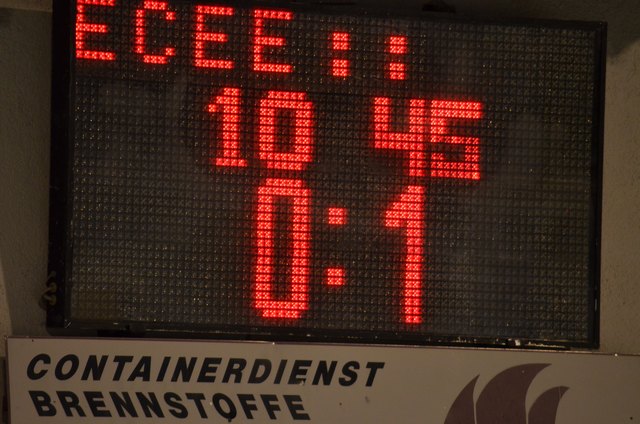 ECEE::
10 45
0:1
CONTAINERDIENST
BRENNSTOFFE